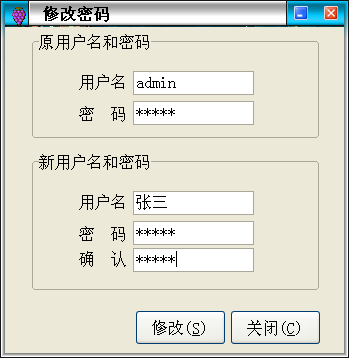 修改密码
原用户名和密码
用户名 admin
密 码 *****
新用户名和密码
用户名 张三
密 码 *****
确 认 *****
修改(S) 关闭(C)